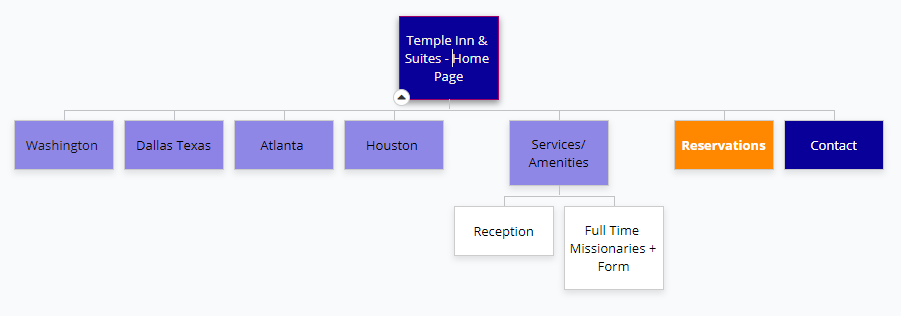 Temple Inn &
Suites - Home
Page
Washington
Dallas Texas
Atlanta
Houston
Services/
Amenities
Reservations
Contact
Reception
Full Time
Missionaries +
Form